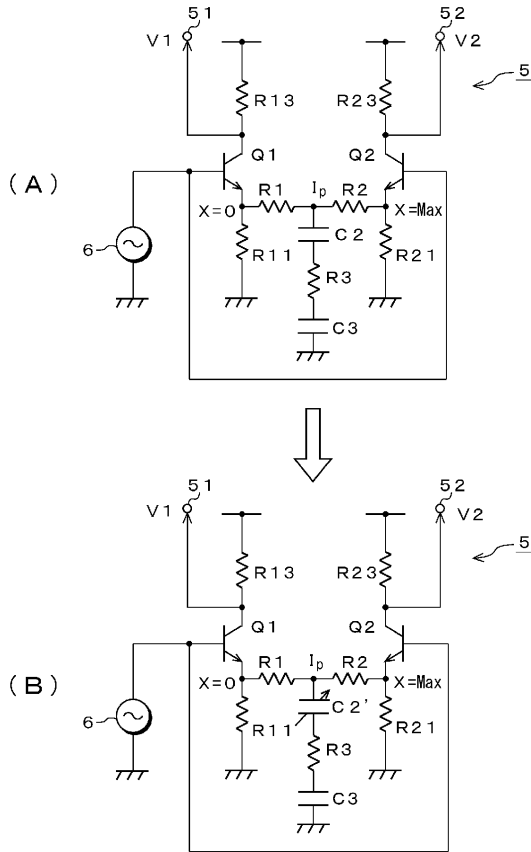 51
52
V1
V2
5
R13
R23
(A)
Q1
Q2
R1
Ip
R2
X=0
X=Max
6
C2
R11
R21
R3
C3
51
52
V1
V2
5
R13
R23
Q1
Q2
(B)
R1
Ip
R2
X=0
X=Max
6
C2'
R11
R21
R3
C3